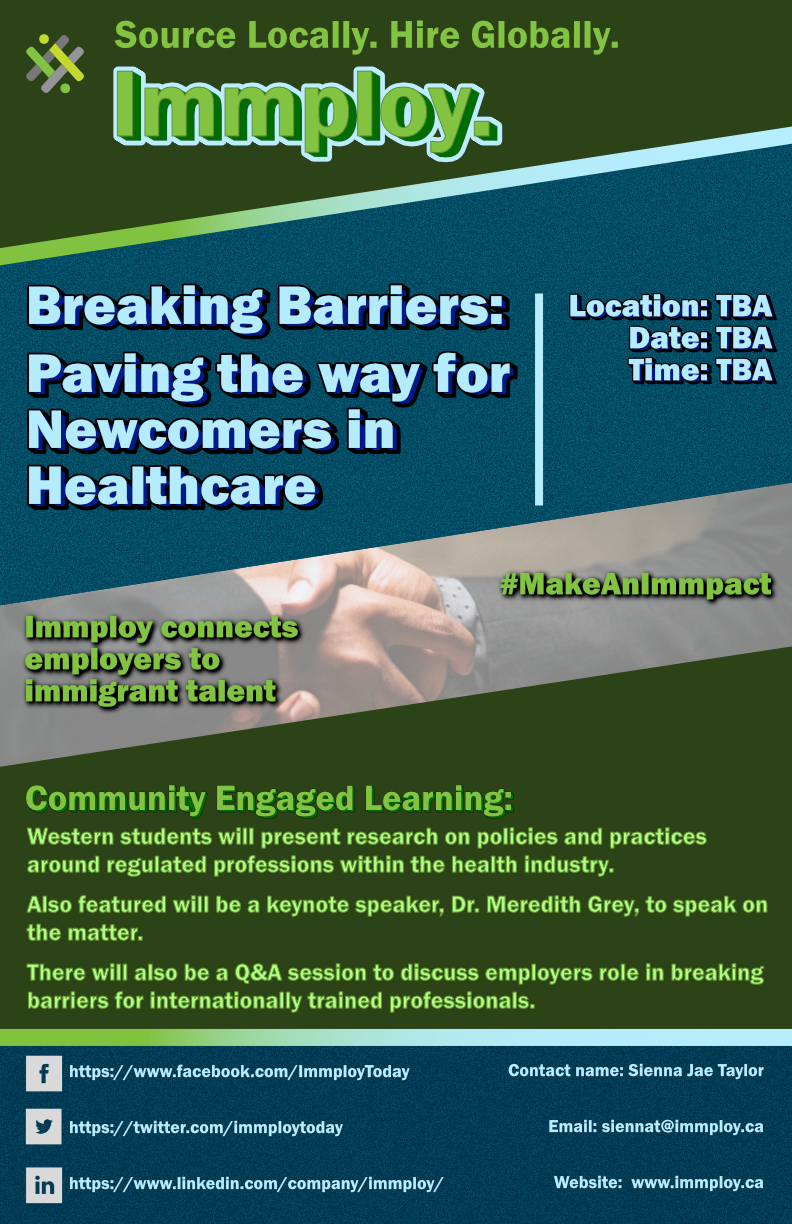 Source Locally. Hire Globally.
Immploy.
Breaking Barriers:
Paving the way for
Newcomers in
Healthcare
Location: TBA
Date: TBA
Time: TBA
#MakeAnImmpact
Immploy connects
employers to
immigrant talent
Community Engaged Learning:
Western students will present research on policies and practices
around regulated professions within the health industry.
Also featured will be a keynote speaker, Dr. Meredith Grey, to speak on
the matter.
There will also be a Q&A session to discuss employers role in breaking
barriers for internationally trained professionals.
https://www.facebook.com/ImmployToday
https://twitter.com/immploytoday
https://www.linkedin.com/company/immploy/
Contact name: Sienna Jae Taylor
Email: siennat@immploy.ca
Website: www.immploy.ca